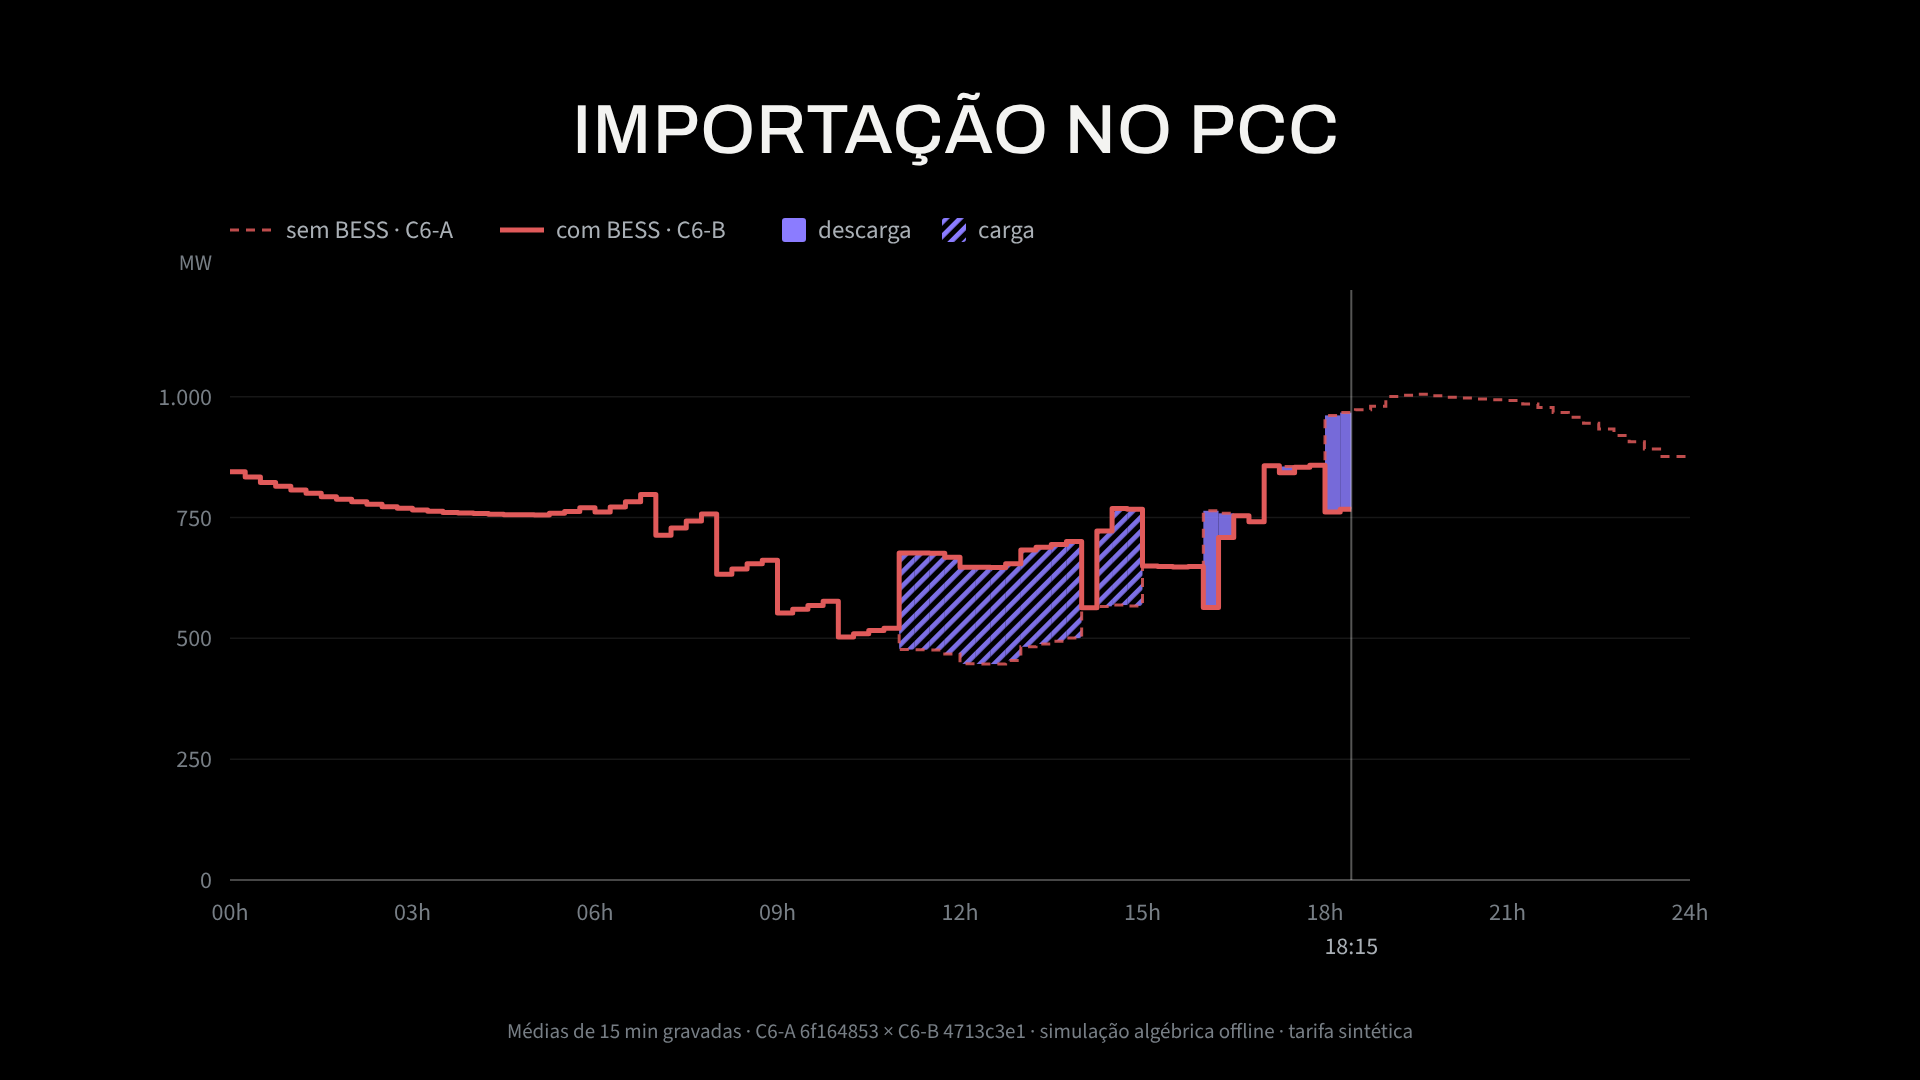 IMPORTAÇÃO NO PCC
sem BESS · C6-A
com BESS · C6-B
descarga
carga
MW
1.000
750
500
250
0
00h
03h
06h
09h
12h
15h
18h
21h
24h
18:15
Médias de 15 min gravadas · C6-A 6f164853 × C6-B 4713c3e1 · simulação algébrica offline · tarifa sintética